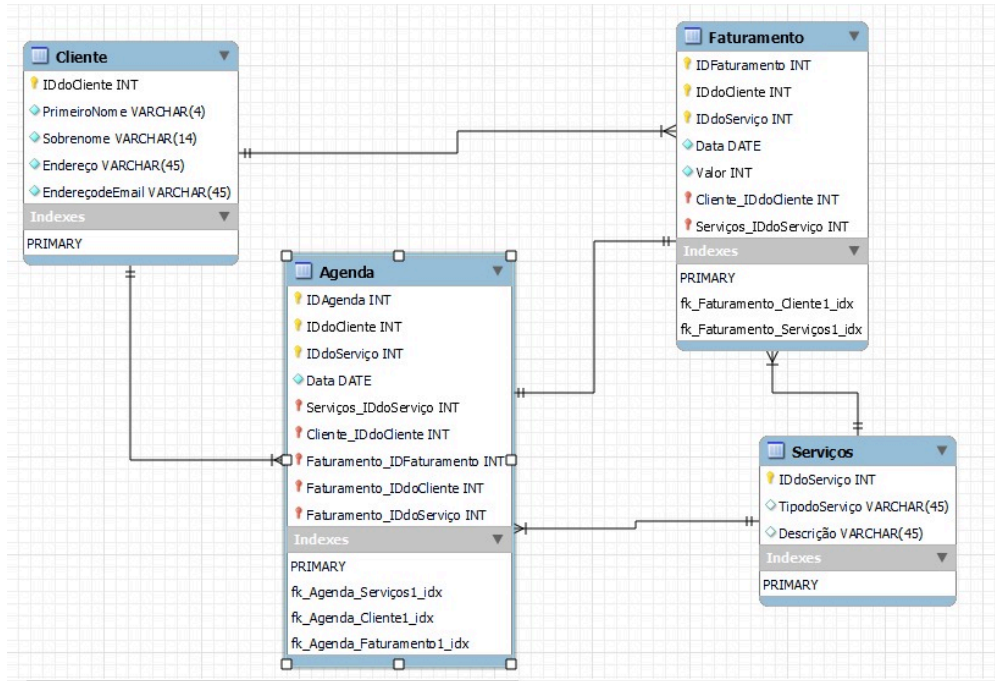 Cliente
IDdoCliente INT
PrimeiroNome VARCHAR(4)
Sobrenome VARCHAR(14)
Endereço VARCHAR(45)
EndereçodeEmail VARCHAR(45)
Indexes
PRIMARY
Faturamento
IDFaturamento INT
IDdoCliente INT
IDdoServiço INT
Data DATE
Valor INT
Cliente_IDdoCliente INT
Serviços_IDdoServiço INT
Indexes
PRIMARY
fk_Faturamento_Cliente1_idx
fk_Faturamento_Serviços1_idx
Agenda
IDAgenda INT
IDdoCliente INT
IDdoServiço INT
Data DATE
Serviços_IDdoServiço INT
Cliente_IDdoCliente INT
Faturamento_IDFaturamento INT
Faturamento_IDdoCliente INT
Faturamento_IDdoServiço INT
Indexes
PRIMARY
fk_Agenda_Serviços1_idx
fk_Agenda_Cliente1_idx
fk_Agenda_Faturamento1_idx
Serviços
IDdoServiço INT
TipodoServiço VARCHAR(45)
Descrição VARCHAR(45)
Indexes
PRIMARY